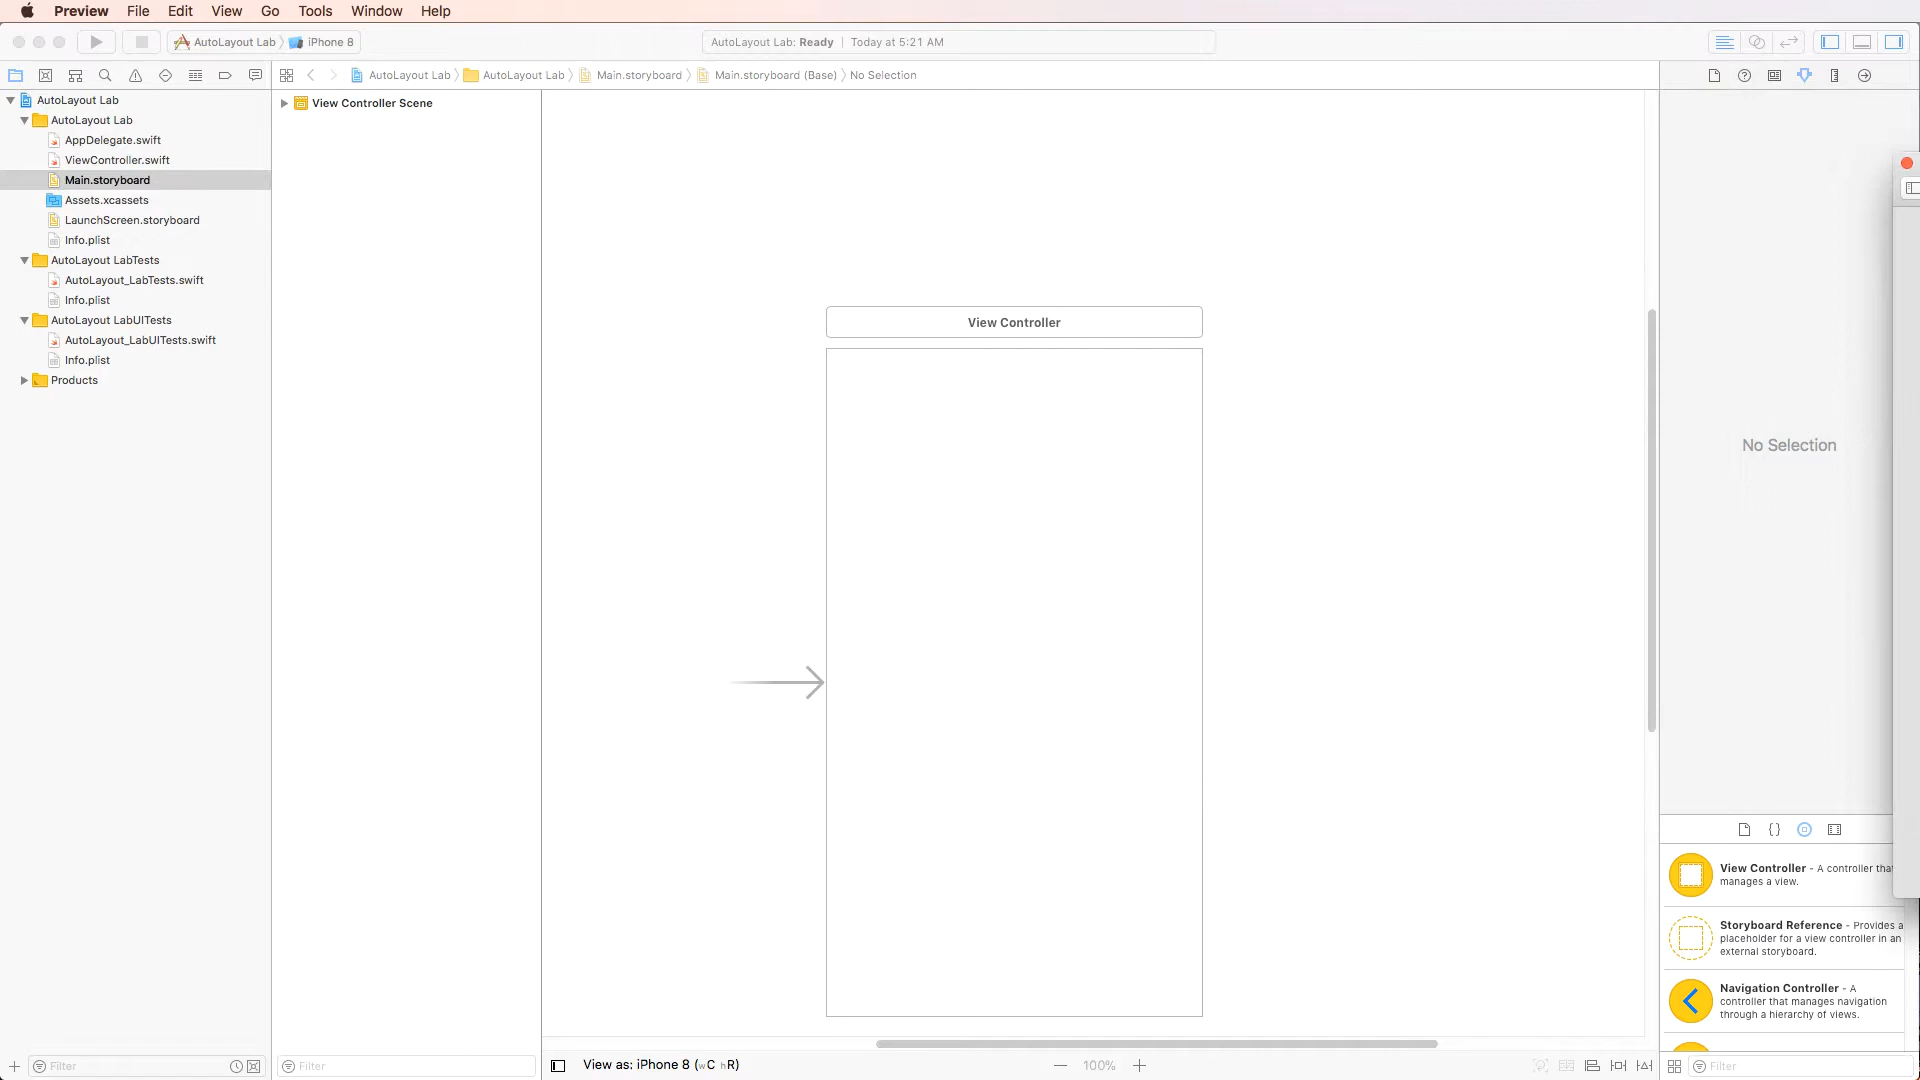 Preview File Edit View Go Tools Window Help
AutoLayout Lab iPhone 8
AutoLayout Lab: Ready Today at 5:21 AM
AutoLayout Lab AutoLayout Lab Main.storyboard Main.storyboard (Base) No Selection
AutoLayout Lab
AutoLayout Lab
AppDelegate.swift
ViewController.swift
Main.storyboard
Assets.xcassets
LaunchScreen.storyboard
Info.plist
AutoLayout LabTests
AutoLayout_LabTests.swift
Info.plist
AutoLayout LabUITests
AutoLayout_LabUITests.swift
Info.plist
Products
View Controller Scene
View Controller
No Selection
View Controller - A controller that
manages a view.
Storyboard Reference - Provides a
placeholder for a view controller in an
external storyboard.
Navigation Controller - A
controller that manages navigation
through a hierarchy of views.
Filter
Filter
View as: iPhone 8 (wC hR)
100%
Filter